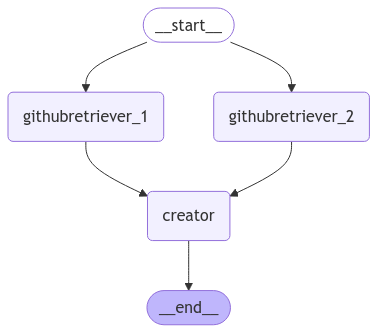 __start__
githubretriever_1
githubretriever_2
creator
__end__